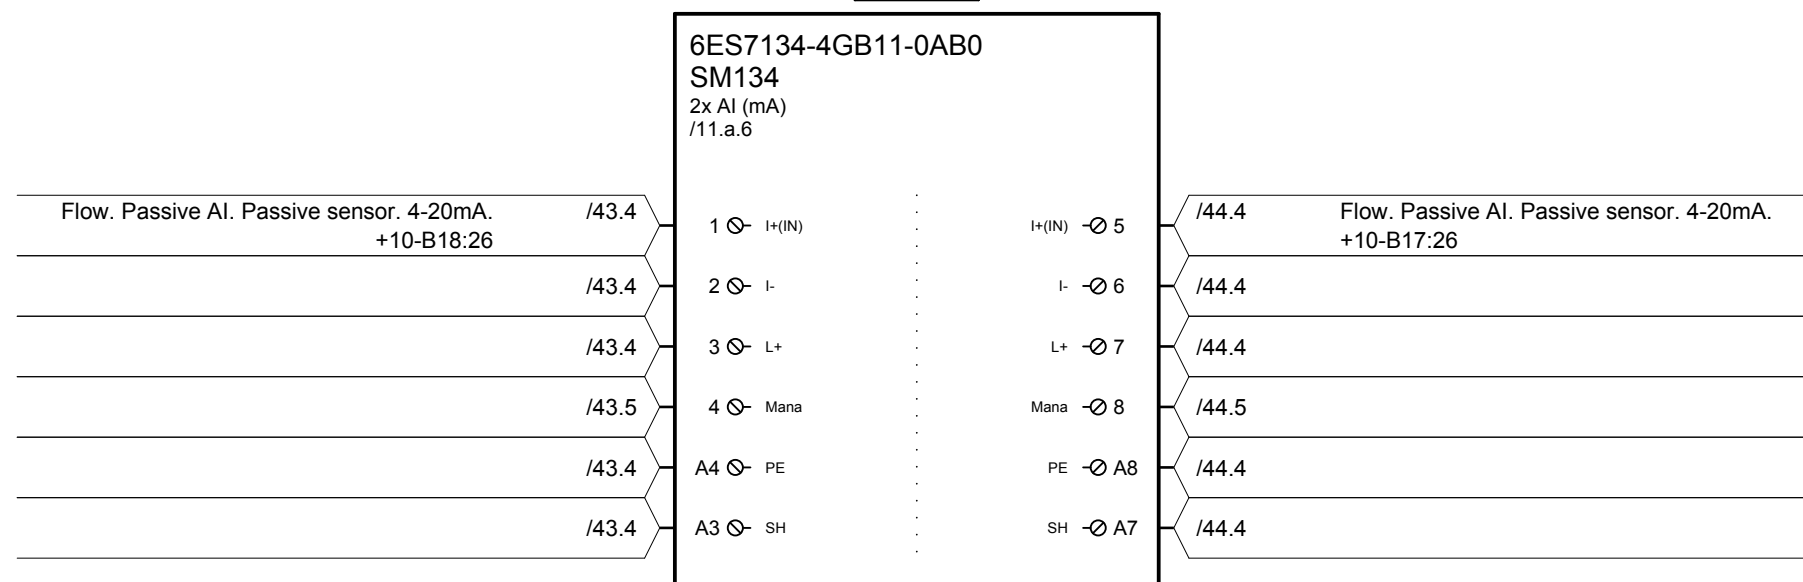 6ES7134-4GB11-0AB0
SM134
2x AI (mA)
/11.a.6
Flow. Passive AI. Passive sensor. 4-20mA. /43.4 1 I+(IN) I+(IN) 5 /44.4 Flow. Passive AI. Passive sensor. 4-20mA.
+10-B18:26 +10-B17:26
/43.4 2 I- I- 6 /44.4
/43.4 3 L+ L+ 7 /44.4
/43.5 4 Mana Mana 8 /44.5
/43.4 A4 PE PE A8 /44.4
/43.4 A3 SH SH A7 /44.4